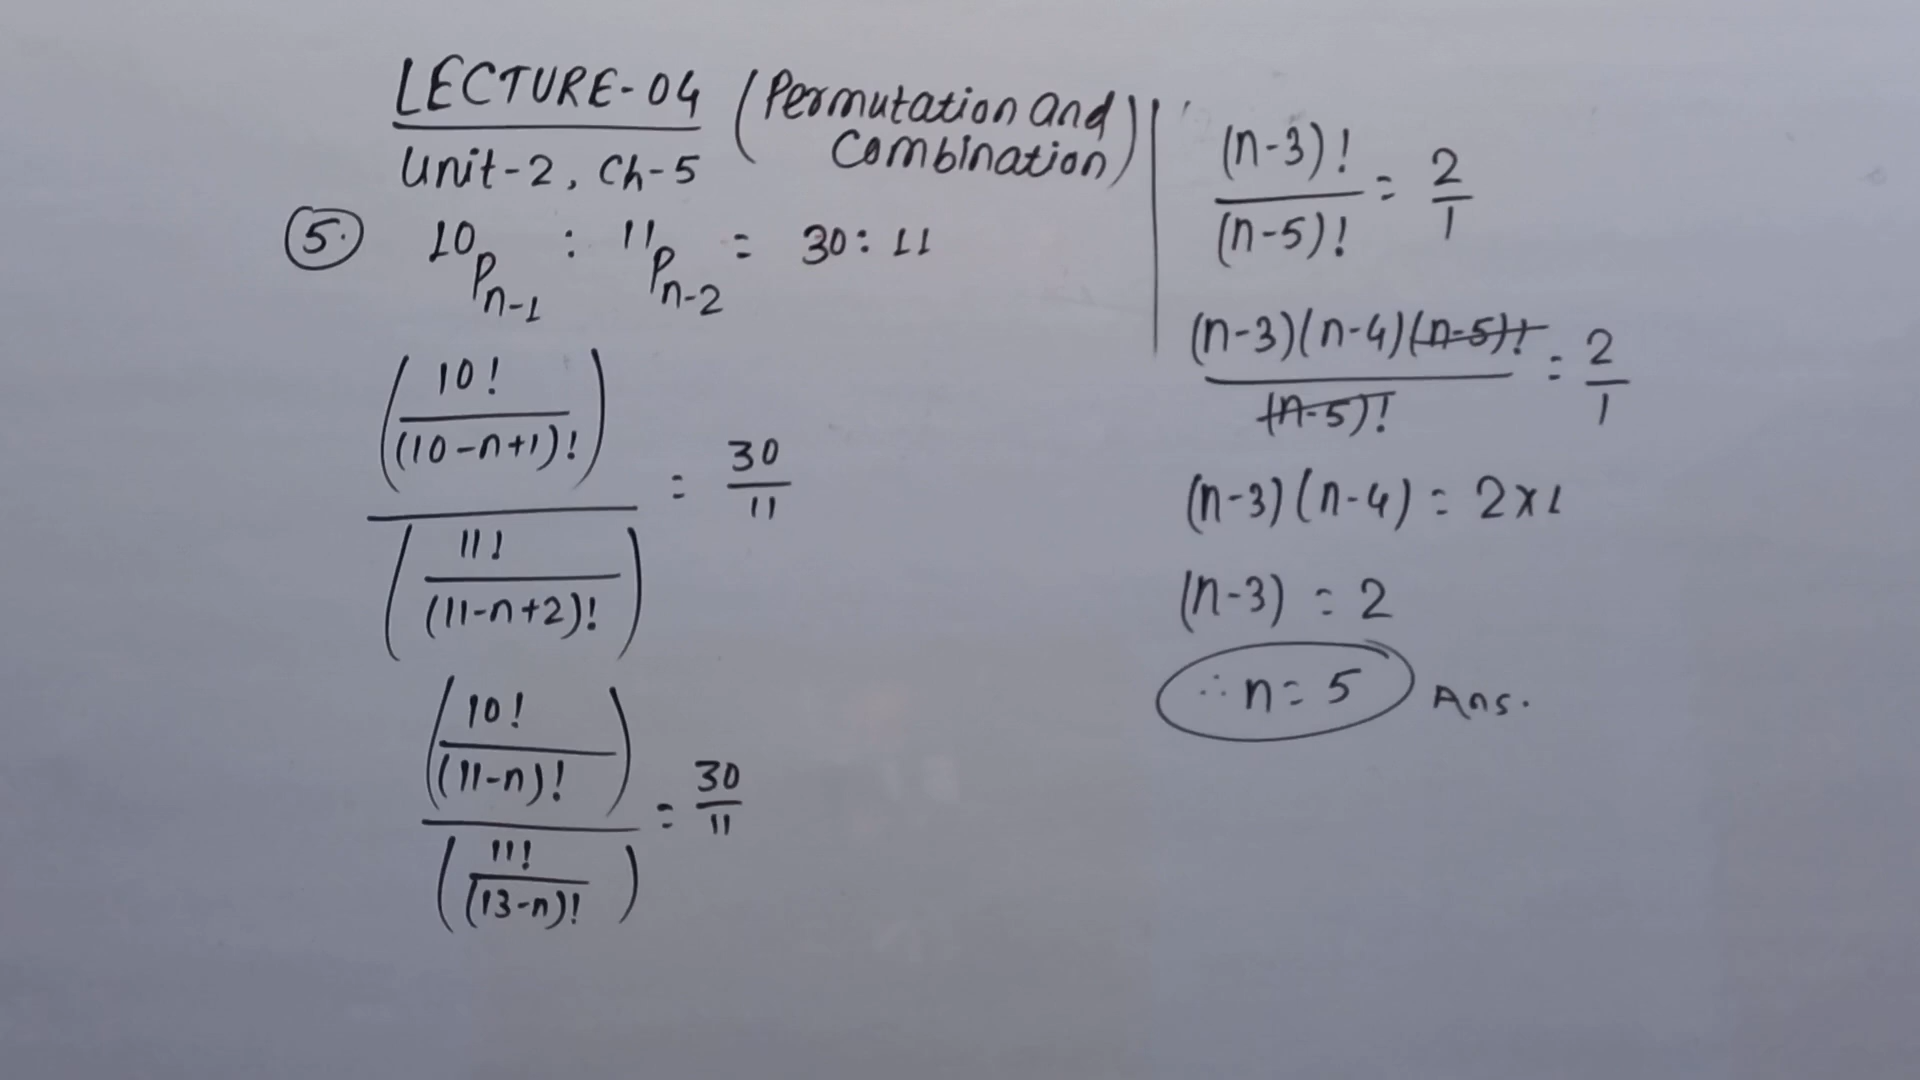 LECTURE-04 (Permutation and Combination)
Unit-2, Ch-5
5. 10Pn-1 : 11Pn-2 = 30:11
(10!/(10-n+1)!) / (11!/(11-n+2)!) = 30/11
(10!/(11-n)!) / (11!/(13-n)!) = 30/11
(n-3)!/(n-5)! = 2/1
(n-3)(n-4)(n-5)!/(n-5)! = 2/1
(n-3)(n-4) = 2×1
(n-3) = 2
∴ n = 5 Ans.